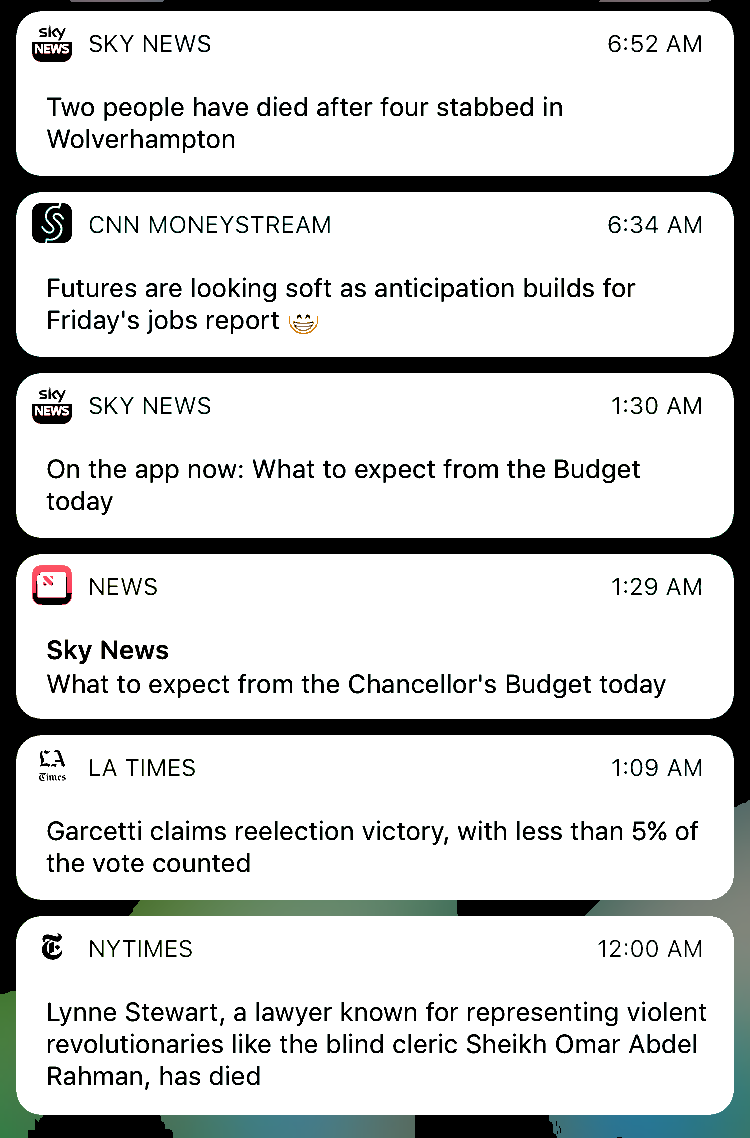 sky
NEWS
SKY NEWS
6:52 AM
Two people have died after four stabbed in
Wolverhampton
CNN MONEYSTREAM
6:34 AM
Futures are looking soft as anticipation builds for
Friday's jobs report 😁
sky
NEWS
SKY NEWS
1:30 AM
On the app now: What to expect from the Budget
today
NEWS
1:29 AM
Sky News
What to expect from the Chancellor's Budget today
LA
Times
LA TIMES
1:09 AM
Garcetti claims reelection victory, with less than 5% of
the vote counted
T
NYTIMES
12:00 AM
Lynne Stewart, a lawyer known for representing violent
revolutionaries like the blind cleric Sheikh Omar Abdel
Rahman, has died